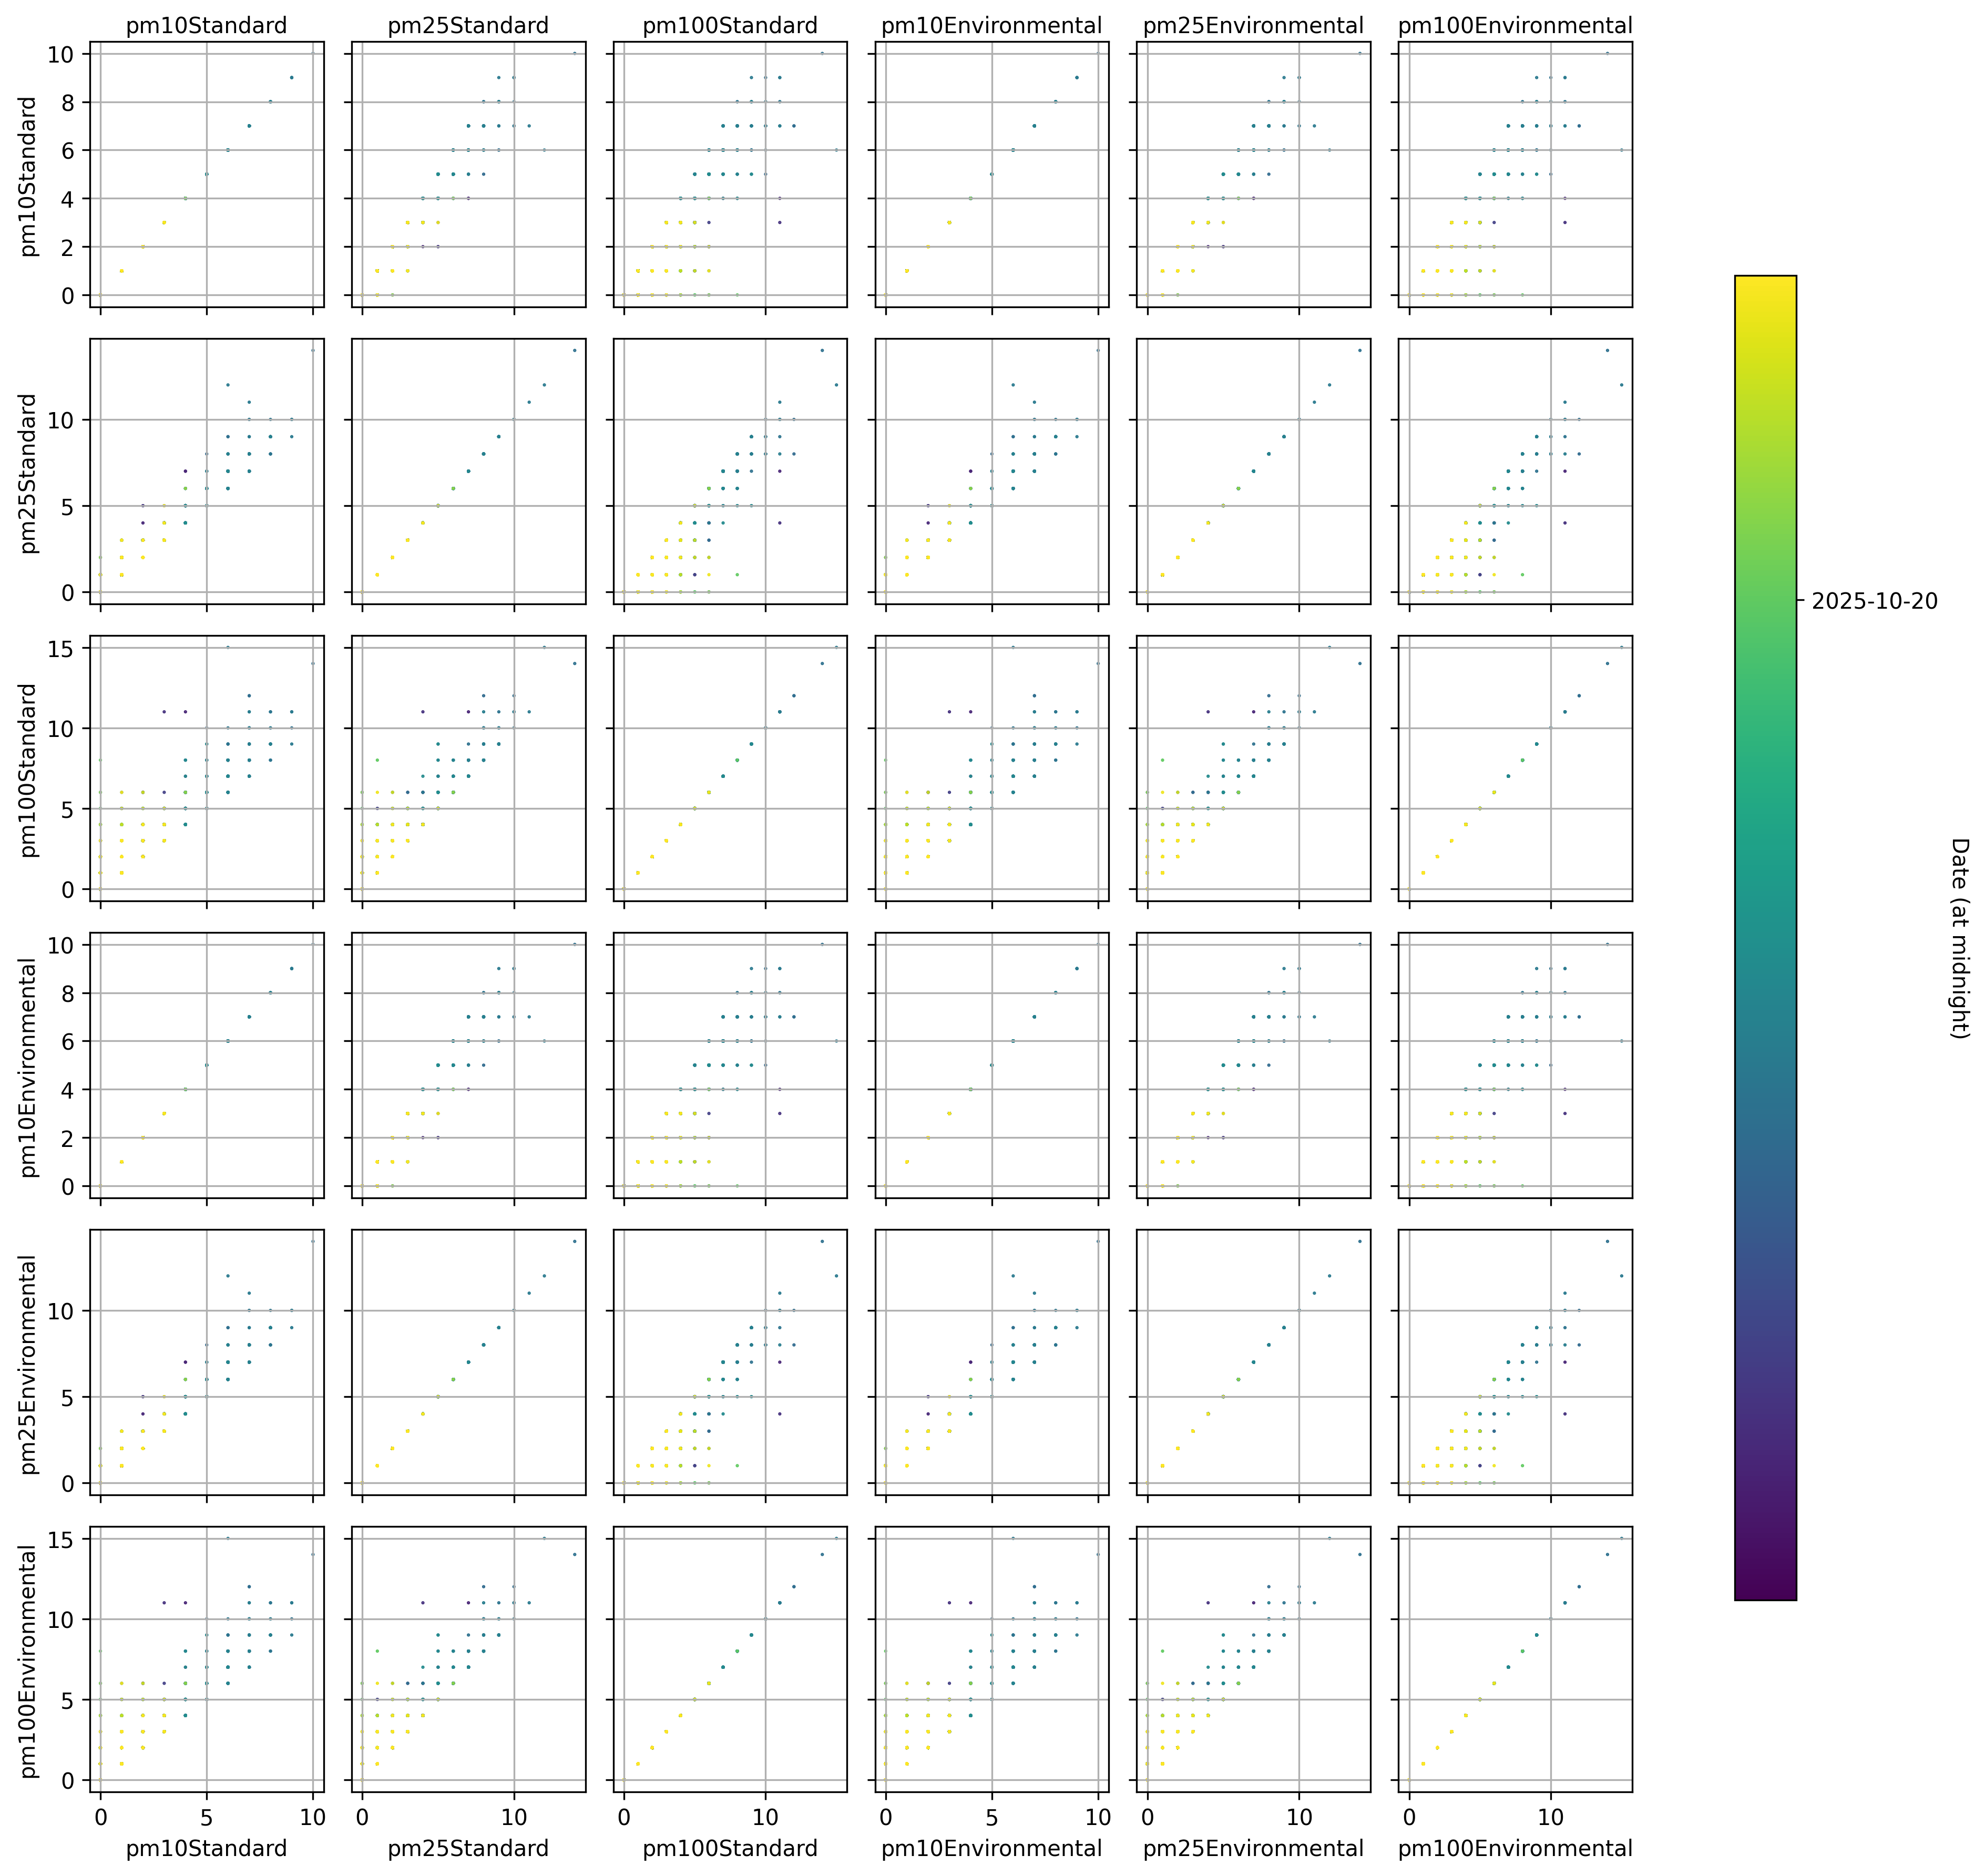 pm10Standard pm25Standard pm100Standard pm10Environmental pm25Environmental pm100Environmental
10
8
6
4
2
0
pm10Standard
10
5
0
pm25Standard
15
10
5
0
pm100Standard
10
8
6
4
2
0
pm10Environmental
10
5
0
pm25Environmental
15
10
5
0
pm100Environmental
0 5 10 0 10 0 10 0 5 10 0 10 0 10
pm10Standard pm25Standard pm100Standard pm10Environmental pm25Environmental pm100Environmental
2025-10-20
Date (at midnight)